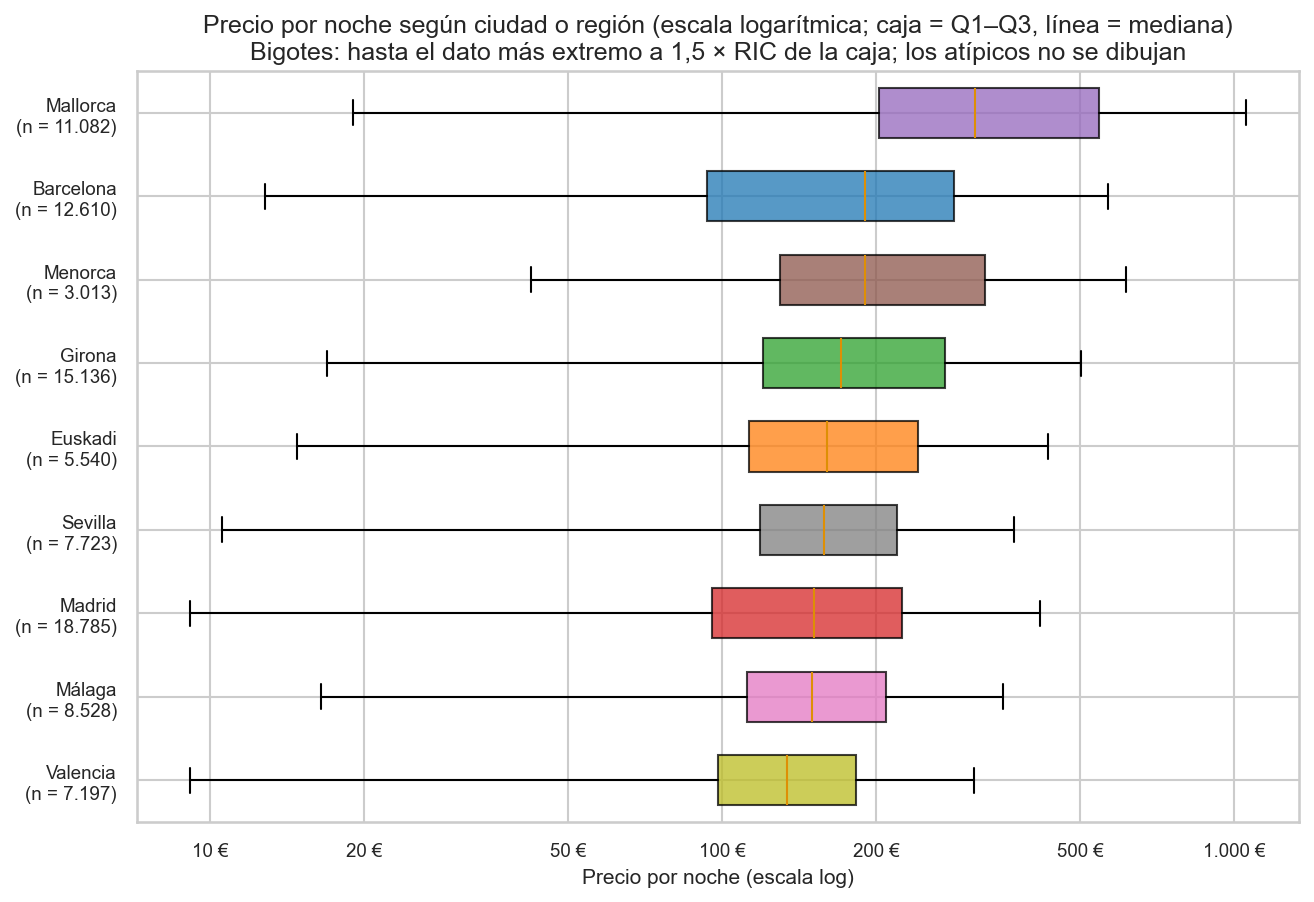 Precio por noche según ciudad o región (escala logarítmica; caja = Q1–Q3, línea = mediana)
Bigotes: hasta el dato más extremo a 1,5 × RIC de la caja; los atípicos no se dibujan
Mallorca
(n = 11.082)
Barcelona
(n = 12.610)
Menorca
(n = 3.013)
Girona
(n = 15.136)
Euskadi
(n = 5.540)
Sevilla
(n = 7.723)
Madrid
(n = 18.785)
Málaga
(n = 8.528)
Valencia
(n = 7.197)
10 € 20 € 50 € 100 € 200 € 500 € 1.000 €
Precio por noche (escala log)